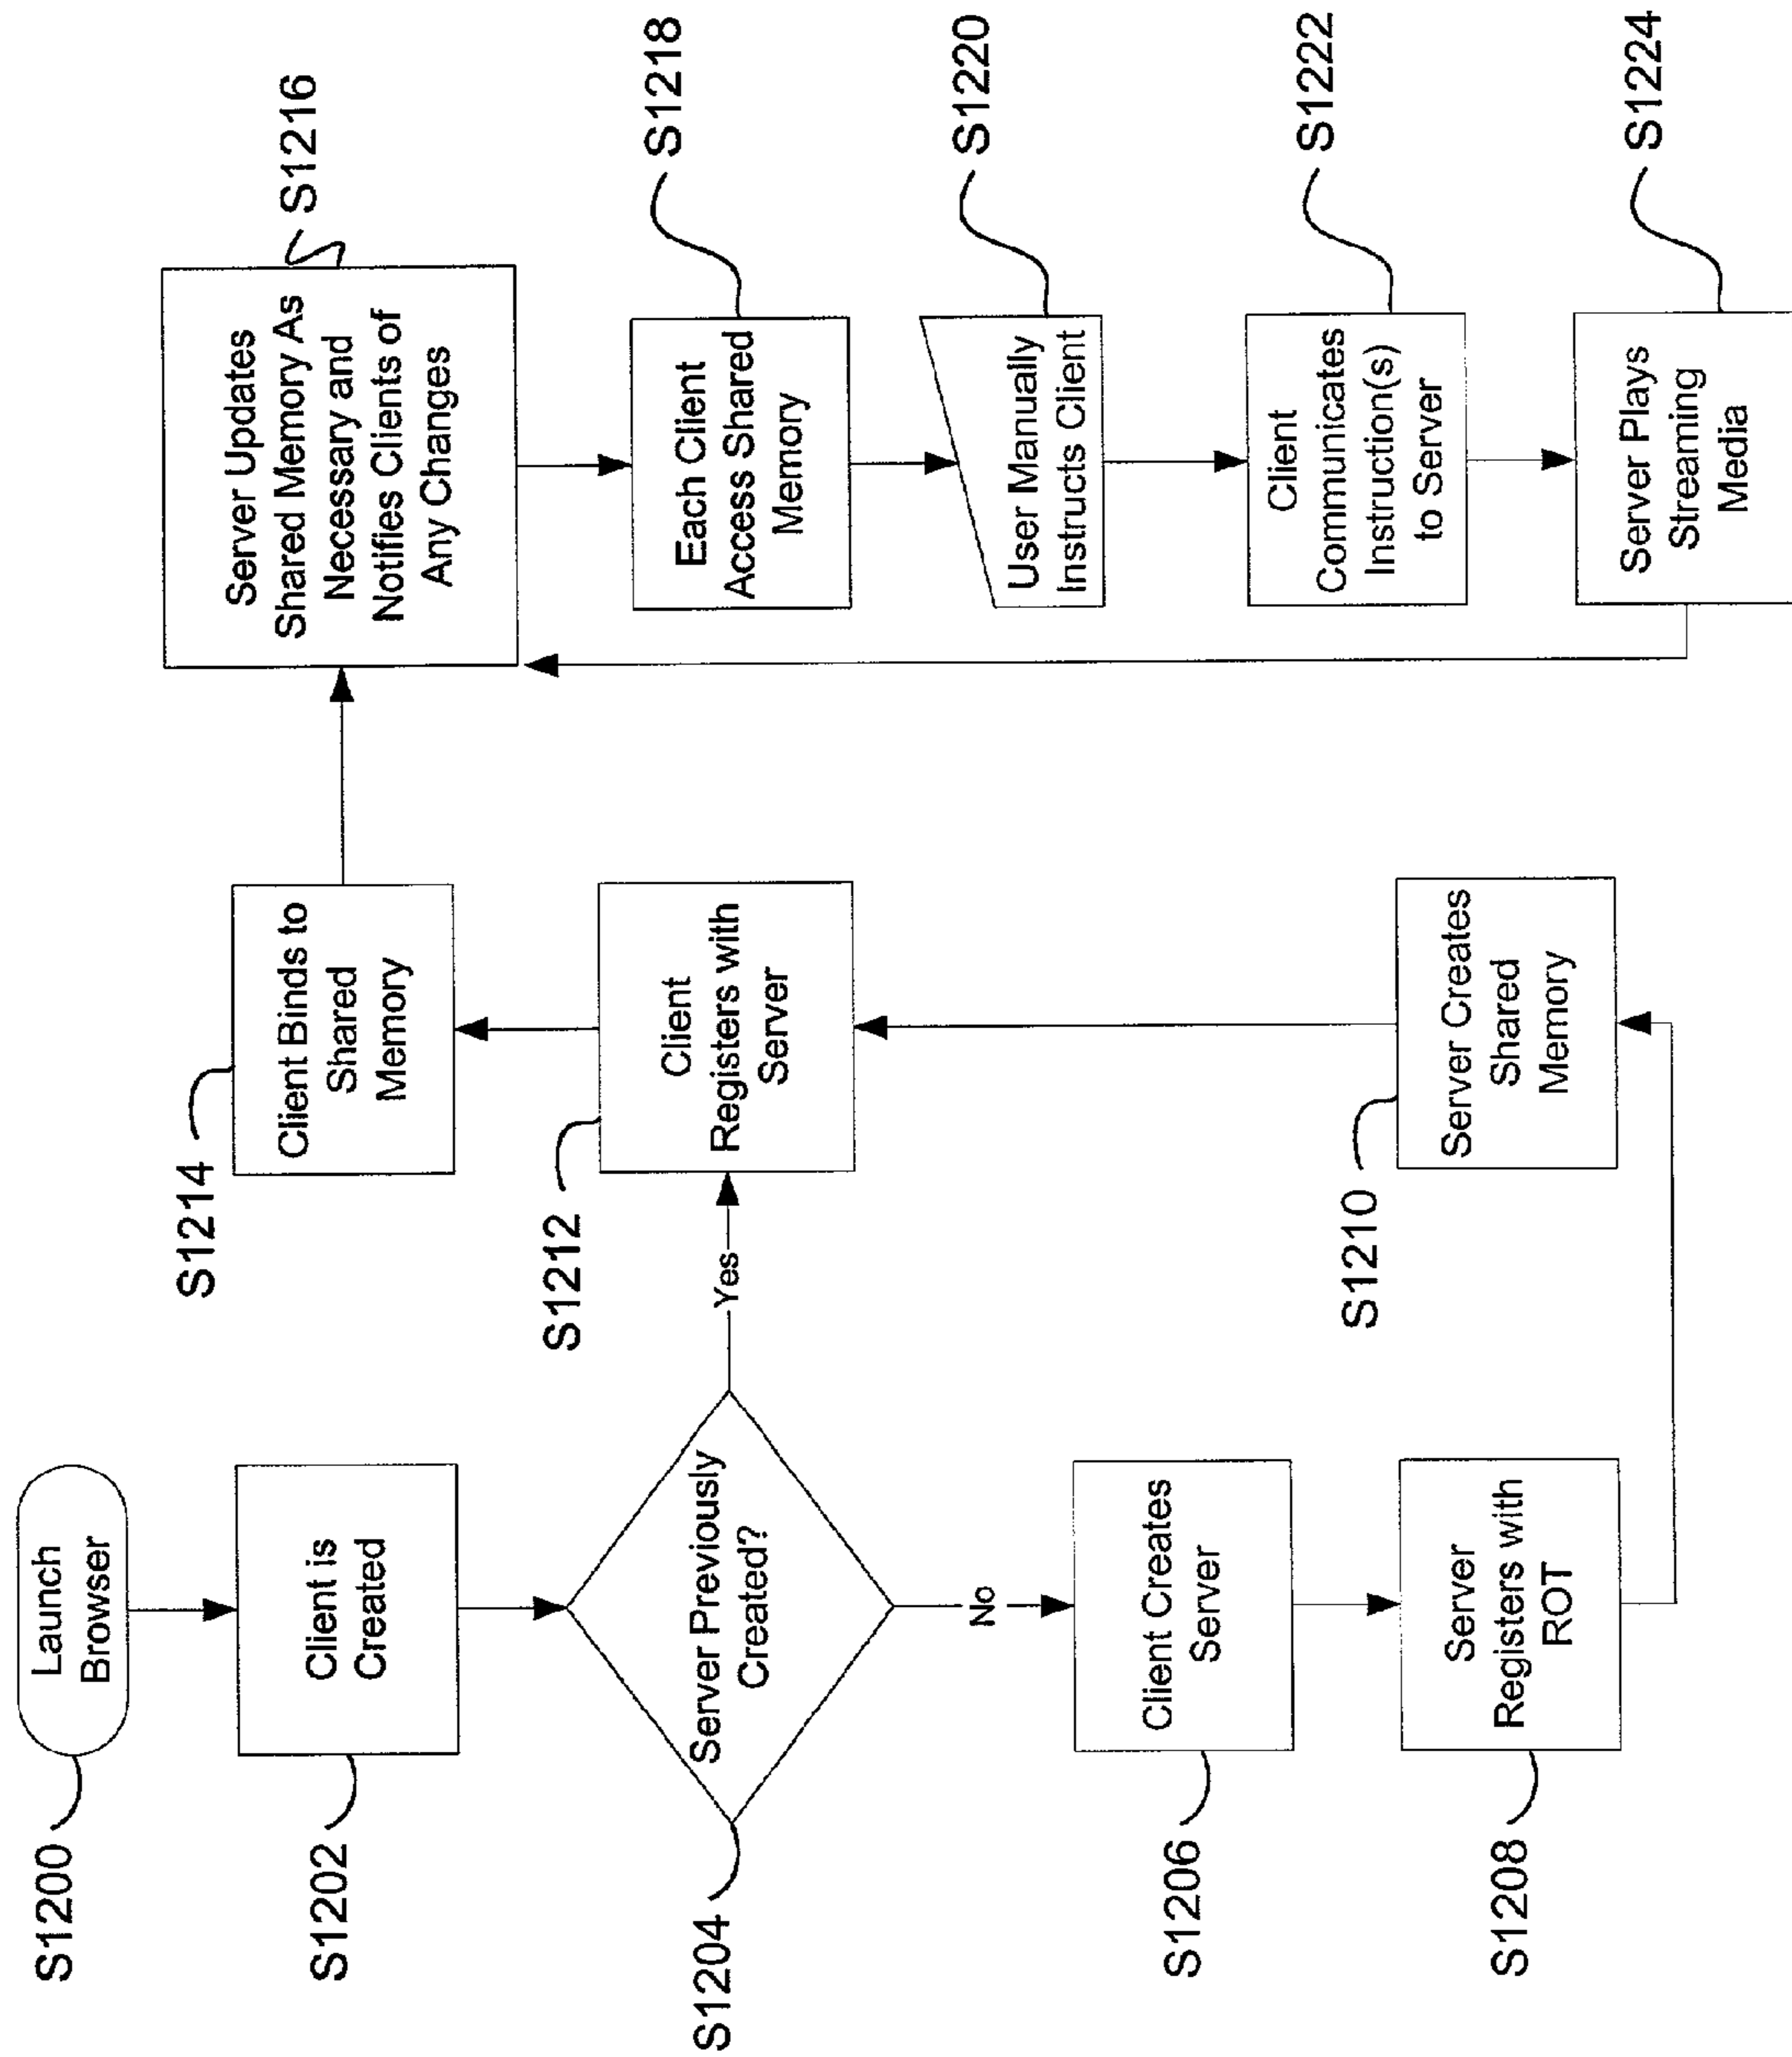 S1200
Launch
Browser
S1202
Client is
Created
S1204
Server Previously
Created?
Yes
No
S1206
Client Creates
Server
S1208
Server
Registers with
ROT
S1210
Server Creates
Shared
Memory
S1212
Client
Registers with
Server
S1214
Client Binds to
Shared
Memory
S1216
Server Updates
Shared Memory As
Necessary and
Notifies Clients of
Any Changes
S1218
Each Client
Access Shared
Memory
S1220
User Manually
Instructs Client
S1222
Client
Communicates
Instruction(s)
to Server
S1224
Server Plays
Streaming
Media